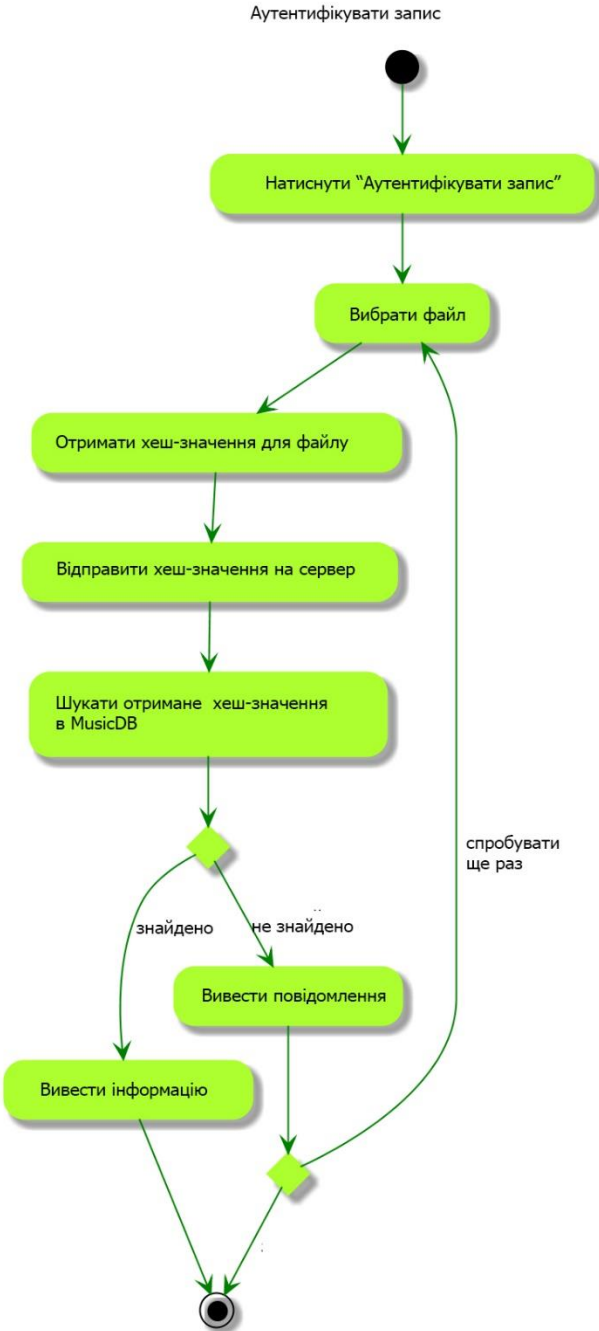 Аутентифікувати запис
Натиснути “Аутентифікувати запис”
Вибрати файл
Отримати хеш-значення для файлу
Відправити хеш-значення на сервер
Шукати отримане хеш-значення
в MusicDB
спробувати
ще раз
знайдено
не знайдено
Вивести повідомлення
Вивести інформацію